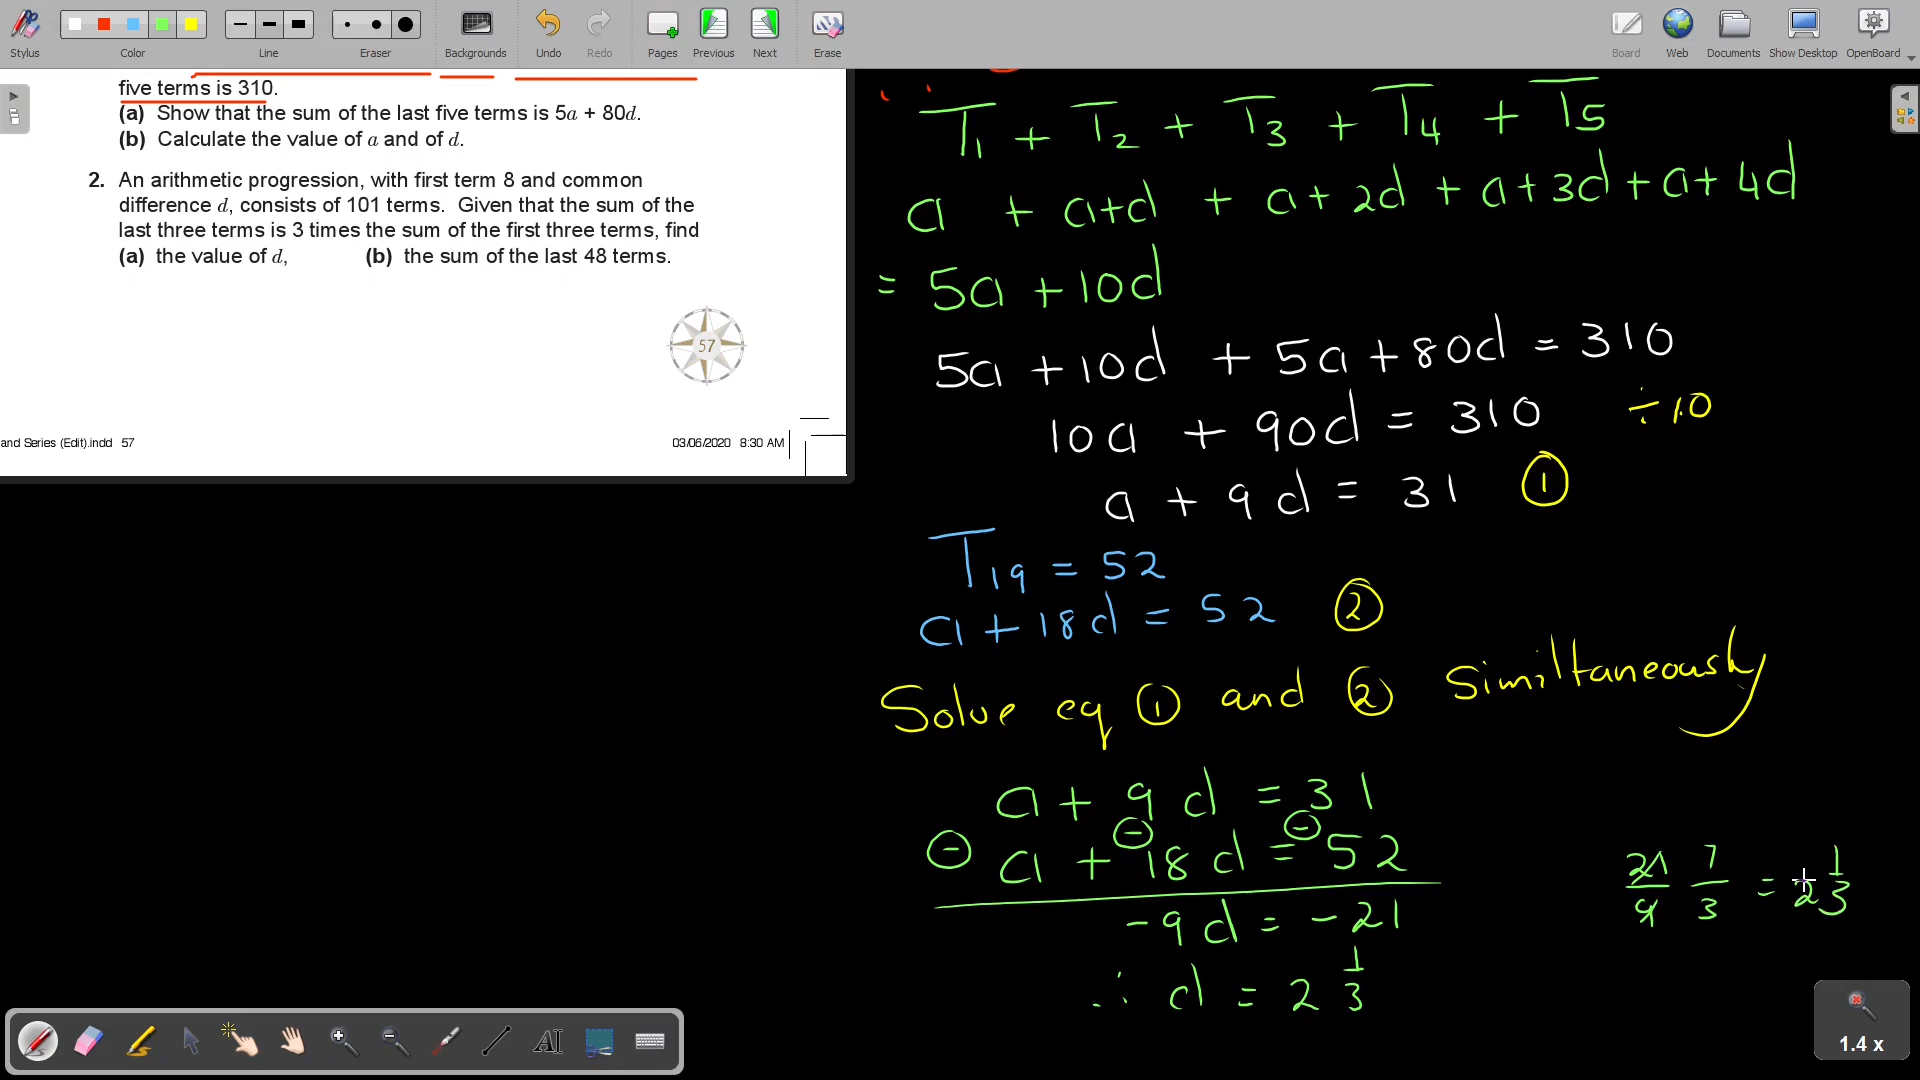 Stylus Color Line Eraser Backgrounds Undo Redo Pages Previous Next Erase Board Web Documents Show Desktop OpenBoard
five terms is 310.
(a) Show that the sum of the last five terms is 5a + 80d.
(b) Calculate the value of a and of d.
2. An arithmetic progression, with first term 8 and common
difference d, consists of 101 terms. Given that the sum of the
last three terms is 3 times the sum of the first three terms, find
(a) the value of d, (b) the sum of the last 48 terms.
57
and Series (Edit).indd 57 03/06/2020 8:30 AM
T1 + T2 + T3 + T4 + T5
a + a+d + a+2d + a+3d + a+4d
= 5a + 10d
5a + 10d + 5a + 80d = 310
10a + 90d = 310 ÷10
a + 9d = 31 ①
T19 = 52
a + 18d = 52 ②
Solve eq ① and ② similtaneously
a + 9d = 31
⊖ a + ⊖ 18d = ⊖ 52
-9d = -21
∴ d = 2 1/3
21/9 7/3 = 2 1/3
1.4 x